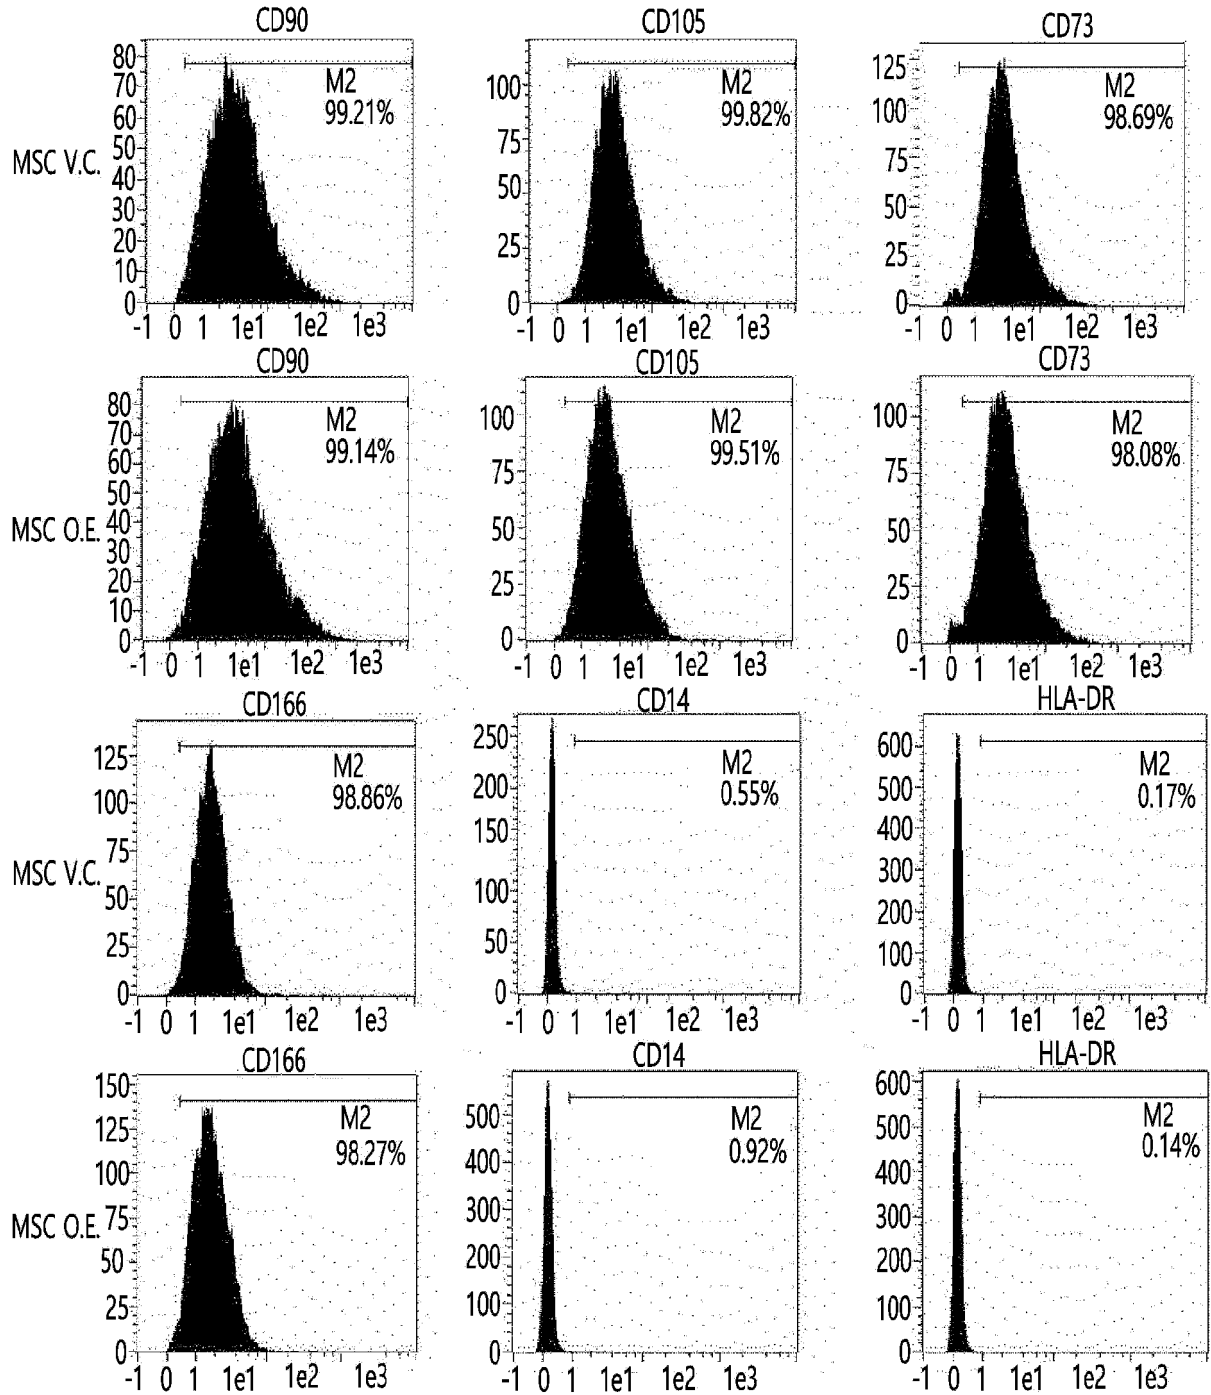 CD90 CD105 CD73
MSC V.C.
80 70 60 50 40 30 20 10 0
M2
99.21%
-1 0 1 1e1 1e2 1e3
100 75 50 25 0
M2
99.82%
-1 0 1 1e1 1e2 1e3
125 100 75 50 25 0
M2
98.69%
-1 0 1 1e1 1e2 1e3
CD90 CD105 CD73
MSC O.E.
80 70 60 50 40 30 20 10 0
M2
99.14%
-1 0 1 1e1 1e2 1e3
100 75 50 25 0
M2
99.51%
-1 0 1 1e1 1e2 1e3
100 75 50 25 0
M2
98.08%
-1 0 1 1e1 1e2 1e3
CD166 CD14 HLA-DR
MSC V.C.
125 100 75 50 25 0
M2
98.86%
-1 0 1 1e1 1e2 1e3
250 200 150 100 50 0
M2
0.55%
-1 0 1 1e1 1e2 1e3
600 500 400 300 200 100 0
M2
0.17%
-1 0 1 1e1 1e2 1e3
CD166 CD14 HLA-DR
MSC O.E.
150 125 100 75 50 25 0
M2
98.27%
-1 0 1 1e1 1e2 1e3
500 400 300 200 100 0
M2
0.92%
-1 0 1 1e1 1e2 1e3
600 500 400 300 200 100 0
M2
0.14%
-1 0 1 1e1 1e2 1e3